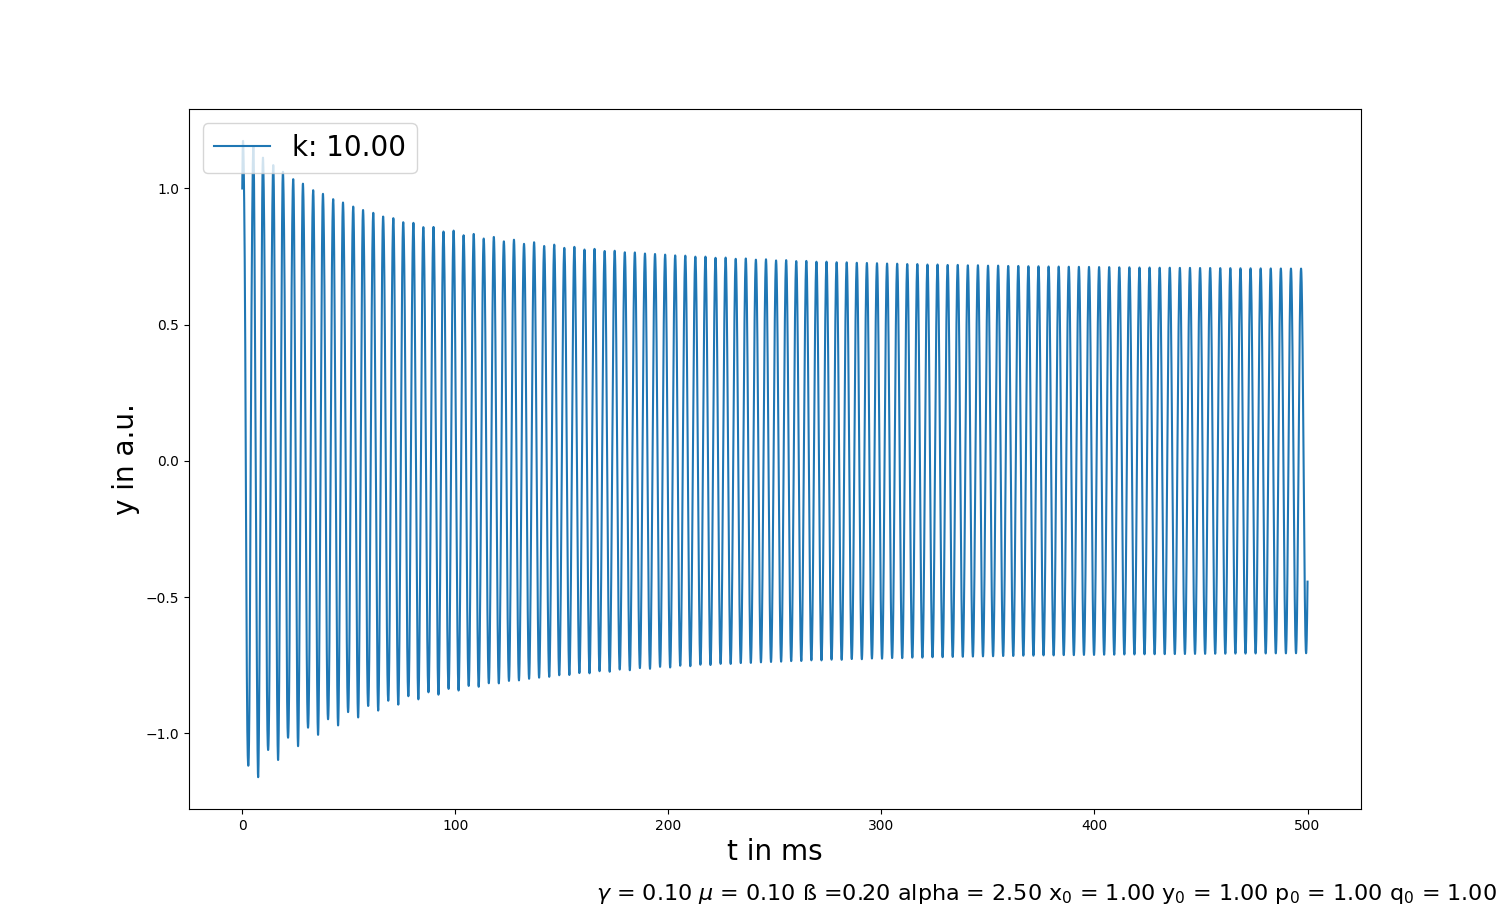 k: 10.00
1.0
0.5
0.0
−0.5
−1.0
y in a.u.
0 100 200 300 400 500
t in ms
γ = 0.10 μ = 0.10 ß =0.20 alpha = 2.50 x₀ = 1.00 y₀ = 1.00 p₀ = 1.00 q₀ = 1.00